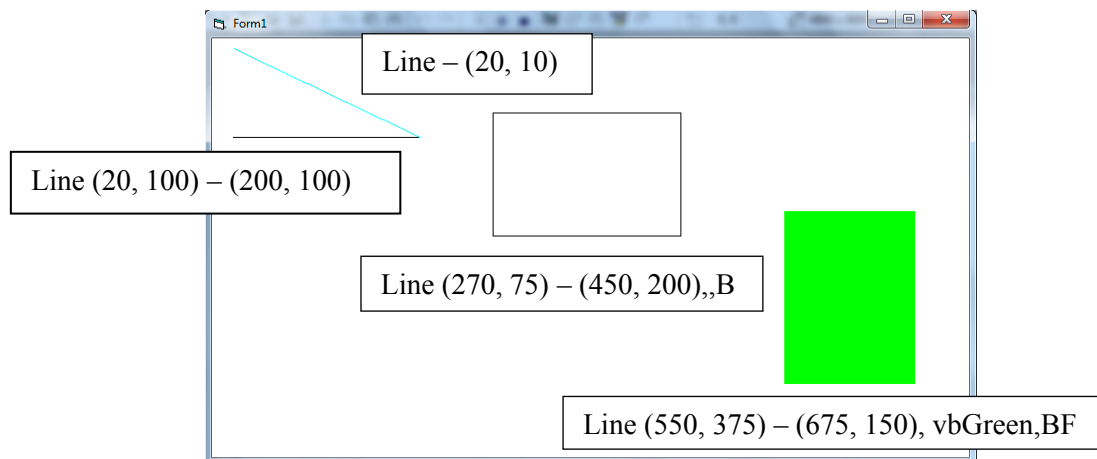 Form1
Line – (20, 10)
Line (20, 100) – (200, 100)
Line (270, 75) – (450, 200),,B
Line (550, 375) – (675, 150), vbGreen,BF